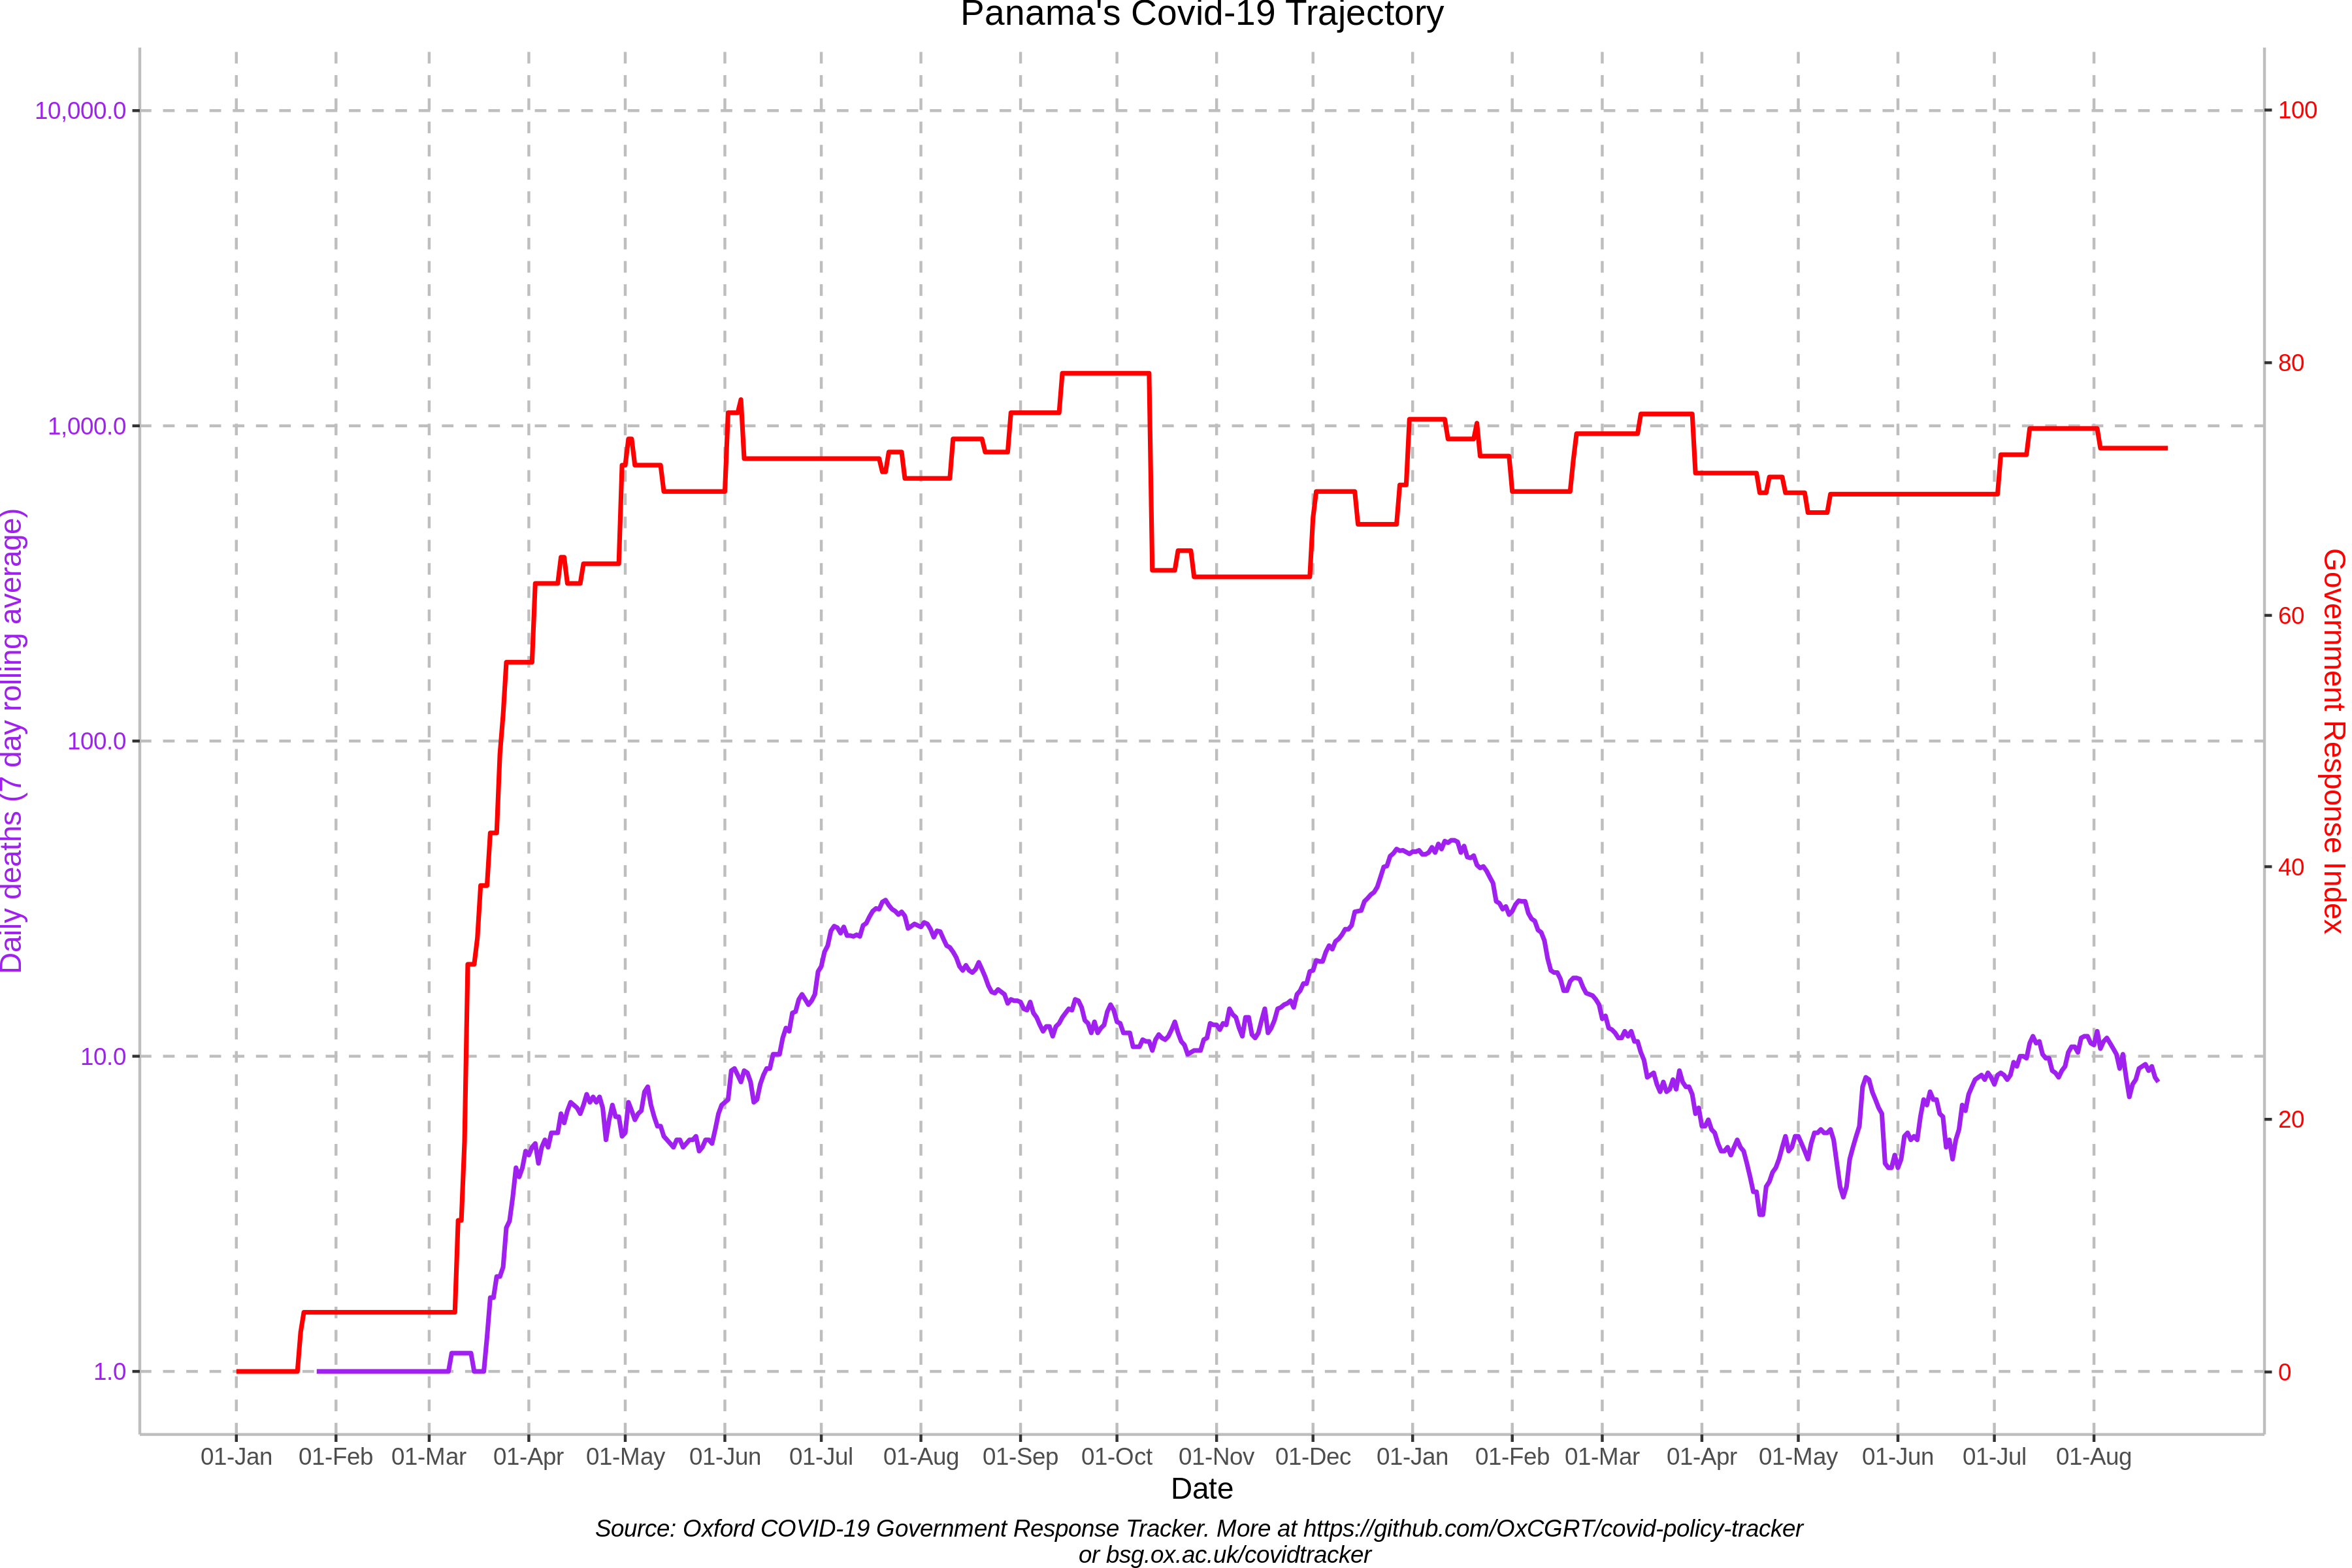 Panama's Covid-19 Trajectory
Daily deaths (7 day rolling average)
10,000.0
1,000.0
100.0
10.0
1.0
100
80
60
40
20
0
Government Response Index
01-Jan 01-Feb 01-Mar 01-Apr 01-May 01-Jun 01-Jul 01-Aug 01-Sep 01-Oct 01-Nov 01-Dec 01-Jan 01-Feb 01-Mar 01-Apr 01-May 01-Jun 01-Jul 01-Aug
Date
Source: Oxford COVID-19 Government Response Tracker. More at https://github.com/OxCGRT/covid-policy-tracker
or bsg.ox.ac.uk/covidtracker